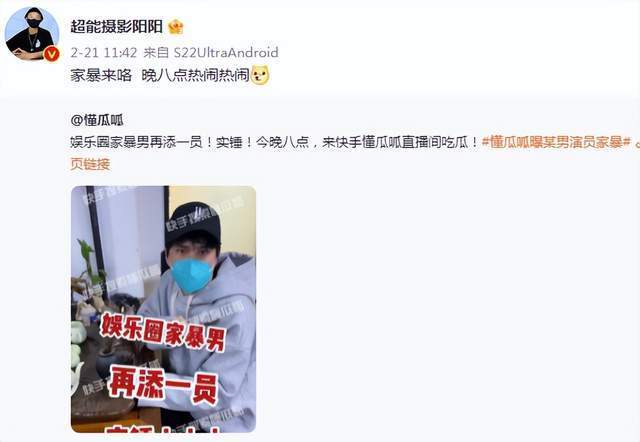 超能摄影阳阳
2-21 11:42 来自 S22UltraAndroid
家暴来咯 晚八点热闹热闹
@懂瓜呱
娱乐圈家暴男再添一员！实锤！今晚八点，来快手懂瓜呱直播间吃瓜！#懂瓜呱曝某男演员家暴#
页链接
娱乐圈家暴男
再添一员
实锤！！！